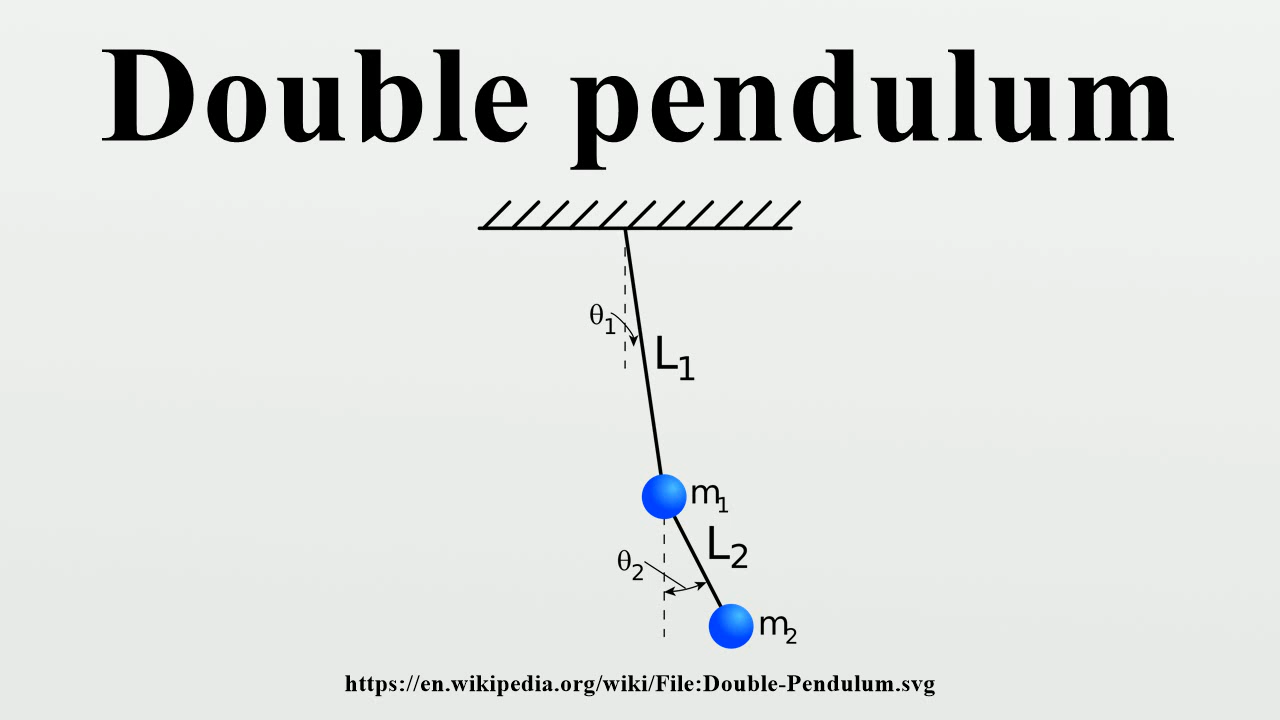 Double pendulum
θ1
L1
m1
L2
θ2
m2
https://en.wikipedia.org/wiki/File:Double-Pendulum.svg